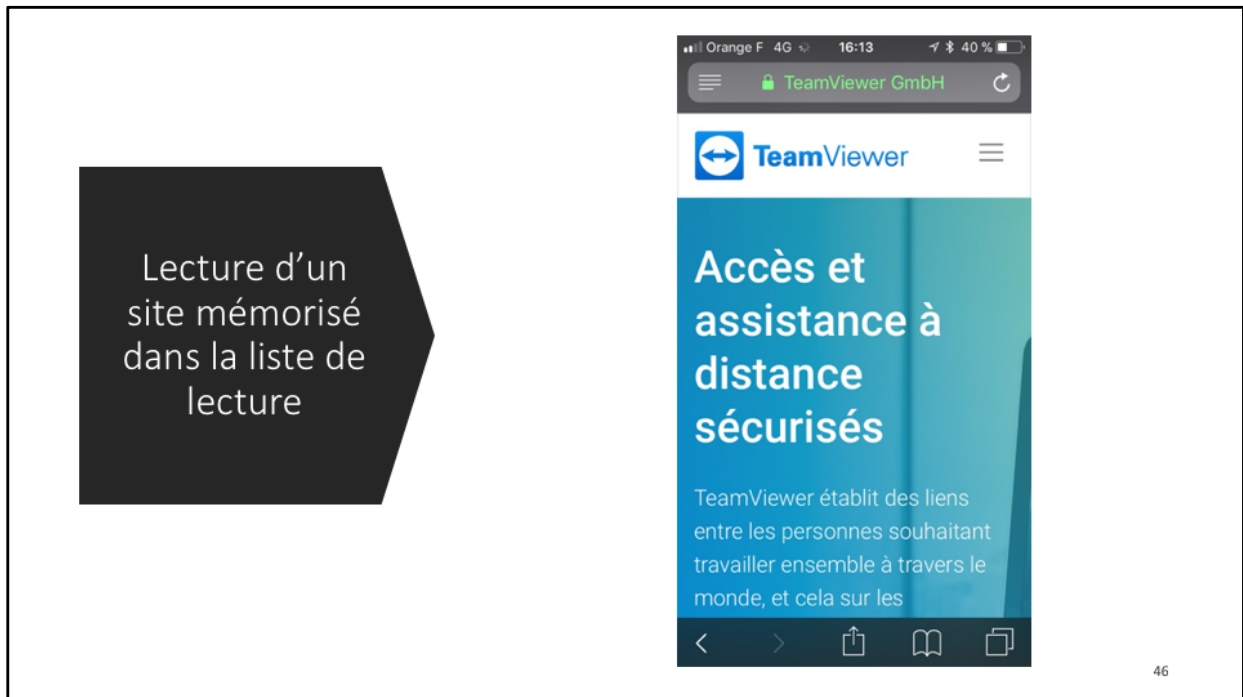 Lecture d’un
site mémorisé
dans la liste de
lecture
Orange F 4G 16:13 40 %
TeamViewer GmbH
TeamViewer
Accès et
assistance à
distance
sécurisés
TeamViewer établit des liens
entre les personnes souhaitant
travailler ensemble à travers le
monde, et cela sur les
46